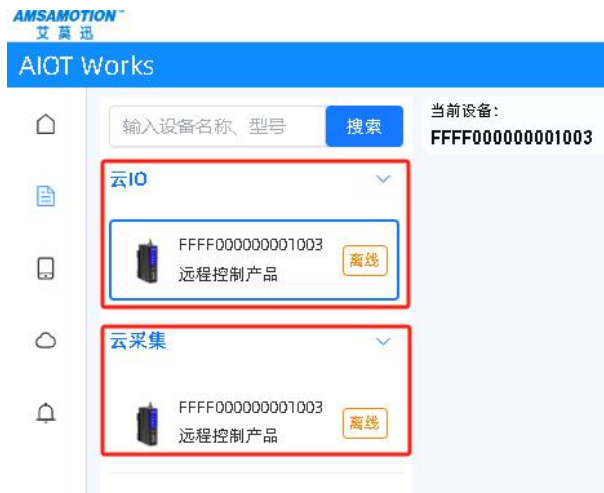 AMSAMOTION™
艾莫迅
AIOT Works
输入设备名称、型号
搜索
当前设备:
FFFF000000001003
云IO
FFFF000000001003
远程控制产品
离线
云采集
FFFF000000001003
远程控制产品
离线